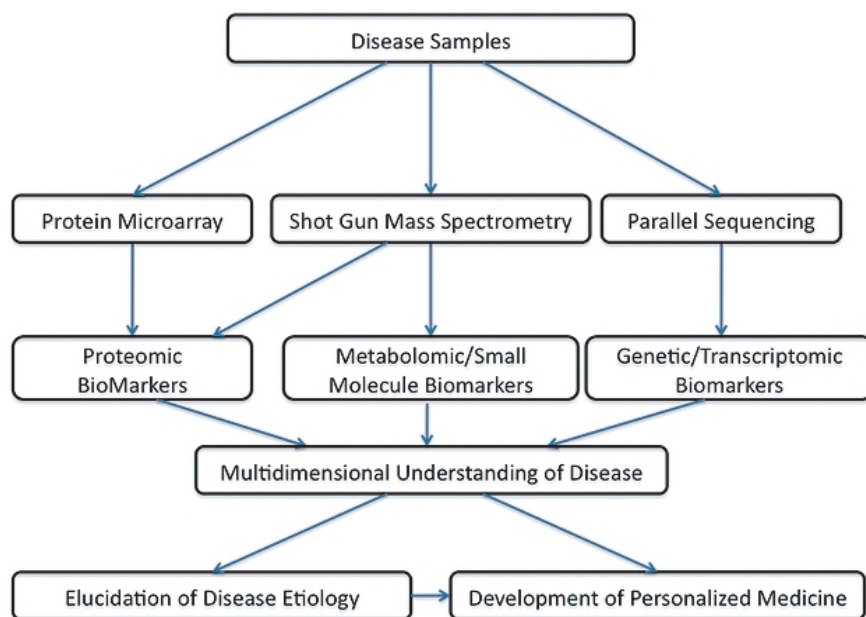 Disease Samples
Protein Microarray
Shot Gun Mass Spectrometry
Parallel Sequencing
Proteomic
BioMarkers
Metabolomic/Small
Molecule Biomarkers
Genetic/Transcriptomic
Biomarkers
Multidimensional Understanding of Disease
Elucidation of Disease Etiology
Development of Personalized Medicine